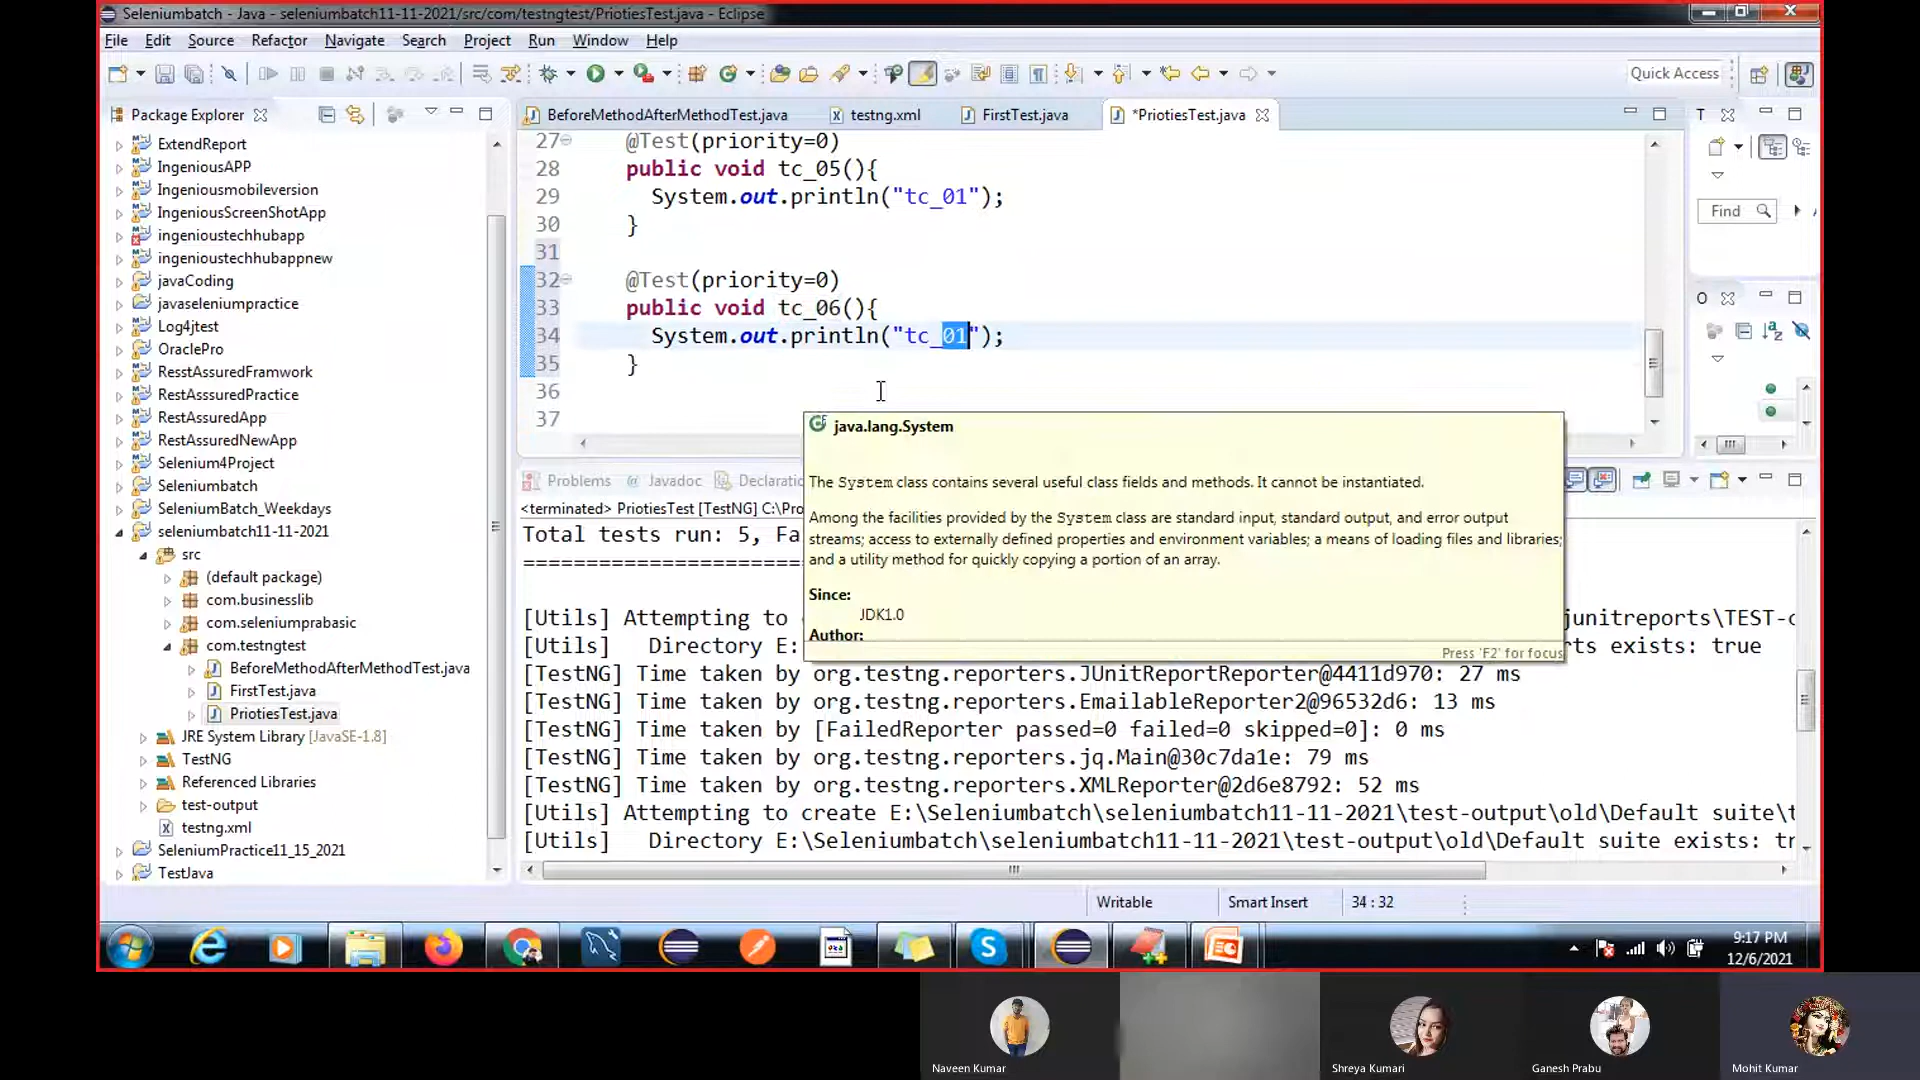 Seleniumbatch - Java - seleniumbatch11-11-2021/src/com/testngtest/PriotiesTest.java - Eclipse
File Edit Source Refactor Navigate Search Project Run Window Help
Quick Access
Package Explorer
BeforeMethodAfterMethodTest.java testng.xml FirstTest.java *PriotiesTest.java
T
ExtendReport
IngeniousAPP
Ingeniousmobileversion
IngeniousScreenShotApp
ingenioustechhubapp
ingenioustechhubappnew
javaCoding
javaseleniumpractice
Log4jtest
OraclePro
ResstAssuredFramwork
RestAsssuredPractice
RestAssuredApp
RestAssuredNewApp
Selenium4Project
Seleniumbatch
SeleniumBatch_Weekdays
seleniumbatch11-11-2021
src
(default package)
com.businesslib
com.seleniumprabasic
com.testngtest
BeforeMethodAfterMethodTest.java
FirstTest.java
PriotiesTest.java
JRE System Library [JavaSE-1.8]
TestNG
Referenced Libraries
test-output
testng.xml
SeleniumPractice11_15_2021
TestJava
27 @Test(priority=0)
28 public void tc_05(){
29 System.out.println("tc_01");
30 }
31
32 @Test(priority=0)
33 public void tc_06(){
34 System.out.println("tc_01");
35 }
36
37
Find
O
java.lang.System
The System class contains several useful class fields and methods. It cannot be instantiated.
Among the facilities provided by the System class are standard input, standard output, and error output
streams; access to externally defined properties and environment variables; a means of loading files and libraries;
and a utility method for quickly copying a portion of an array.
Since:
JDK1.0
Author:
Press 'F2' for focus
Problems @ Javadoc Declaratio
<terminated> PriotiesTest [TestNG] C:\Pro
Total tests run: 5, Fa
=======================
[Utils] Attempting to junitreports\TEST-c
[Utils] Directory E: rts exists: true
[TestNG] Time taken by org.testng.reporters.JUnitReportReporter@4411d970: 27 ms
[TestNG] Time taken by org.testng.reporters.EmailableReporter2@96532d6: 13 ms
[TestNG] Time taken by [FailedReporter passed=0 failed=0 skipped=0]: 0 ms
[TestNG] Time taken by org.testng.reporters.jq.Main@30c7da1e: 79 ms
[TestNG] Time taken by org.testng.reporters.XMLReporter@2d6e8792: 52 ms
[Utils] Attempting to create E:\Seleniumbatch\seleniumbatch11-11-2021\test-output\old\Default suite\t
[Utils] Directory E:\Seleniumbatch\seleniumbatch11-11-2021\test-output\old\Default suite exists: tr
Writable Smart Insert 34 : 32
9:17 PM
12/6/2021
Naveen Kumar
Shreya Kumari
Ganesh Prabu
Mohit Kumar